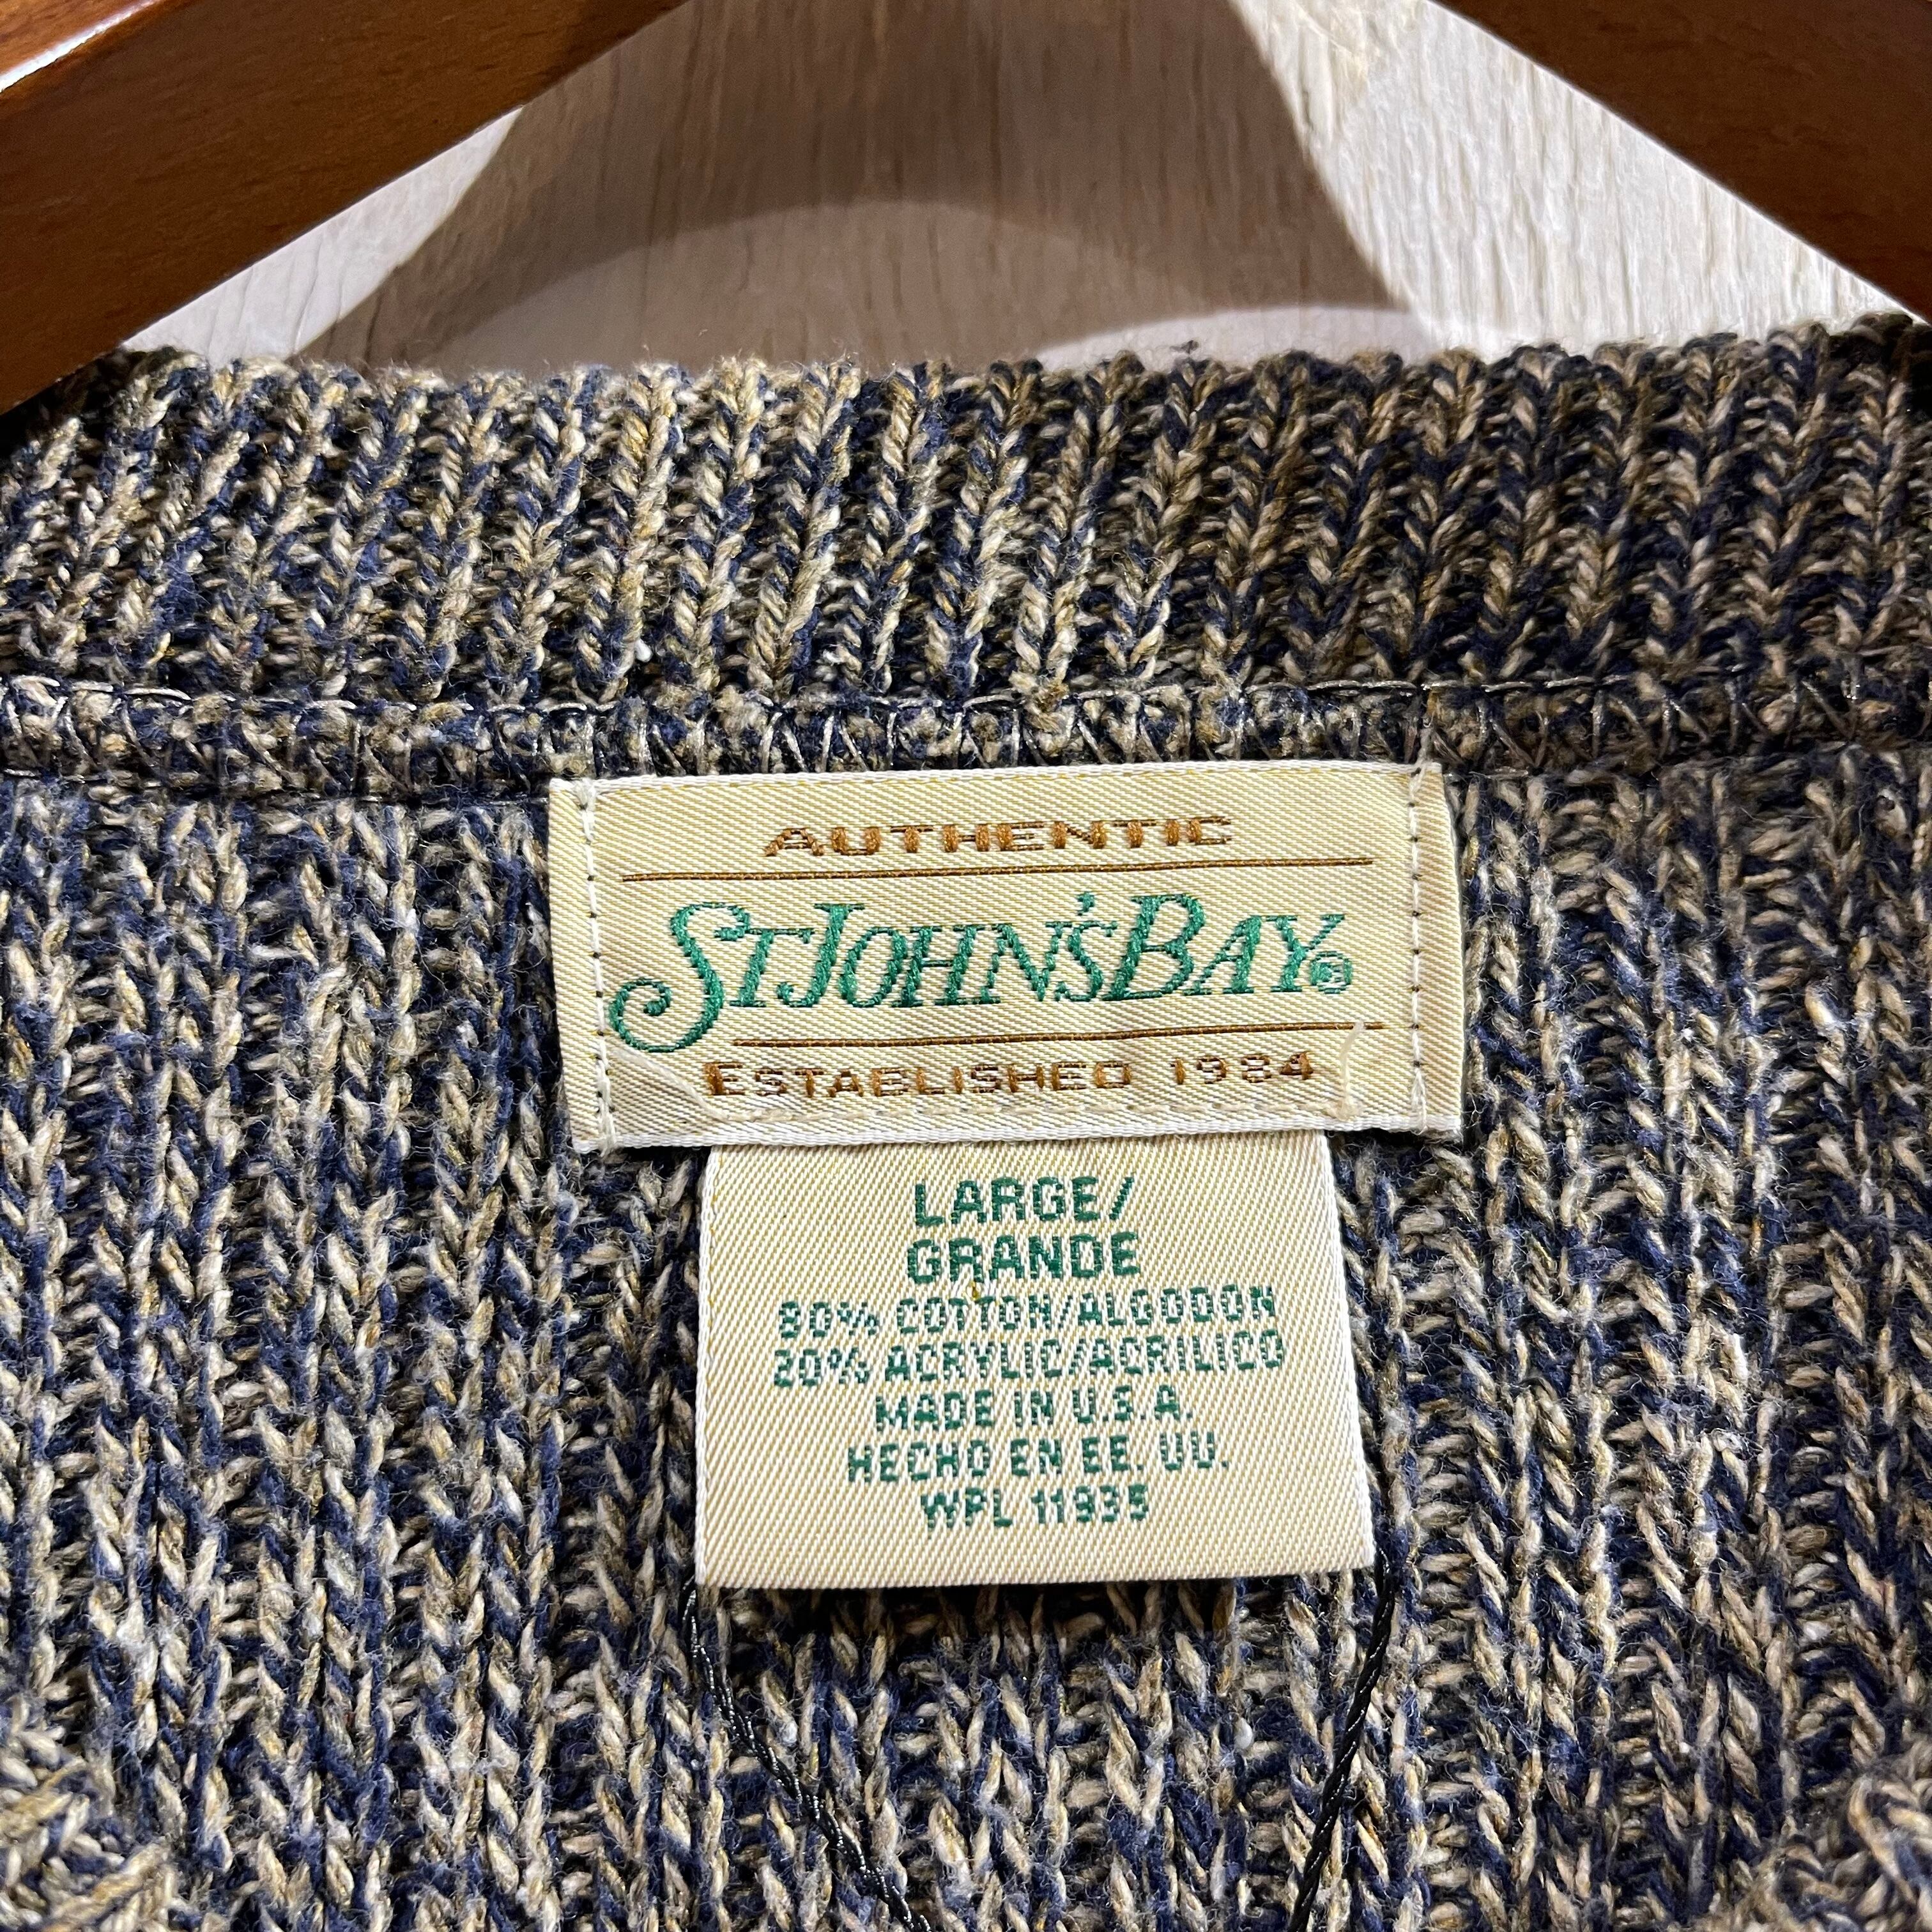 AUTHENTIC
ST JOHN'S BAY®
ESTABLISHED 1984
LARGE/
GRANDE
80% COTTON/ALGODON
20% ACRYLIC/ACRILICO
MADE IN U.S.A.
HECHO EN EE. UU.
WPL 11935